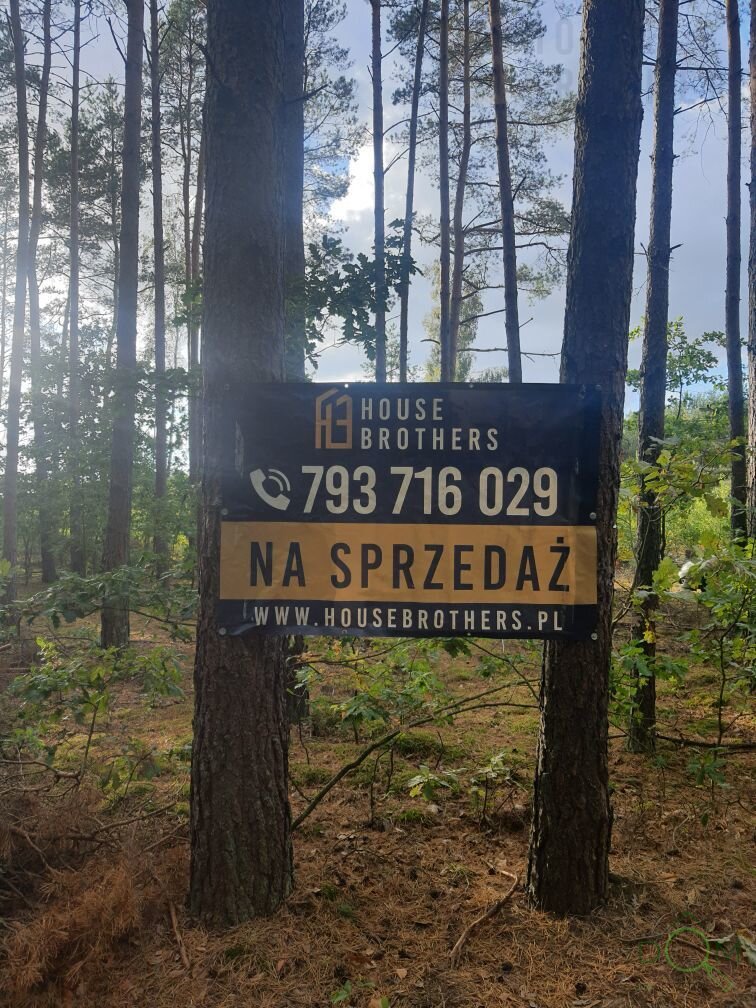 HOUSE
BROTHERS
793 716 029
NA SPRZEDAŻ
WWW.HOUSEBROTHERS.PL